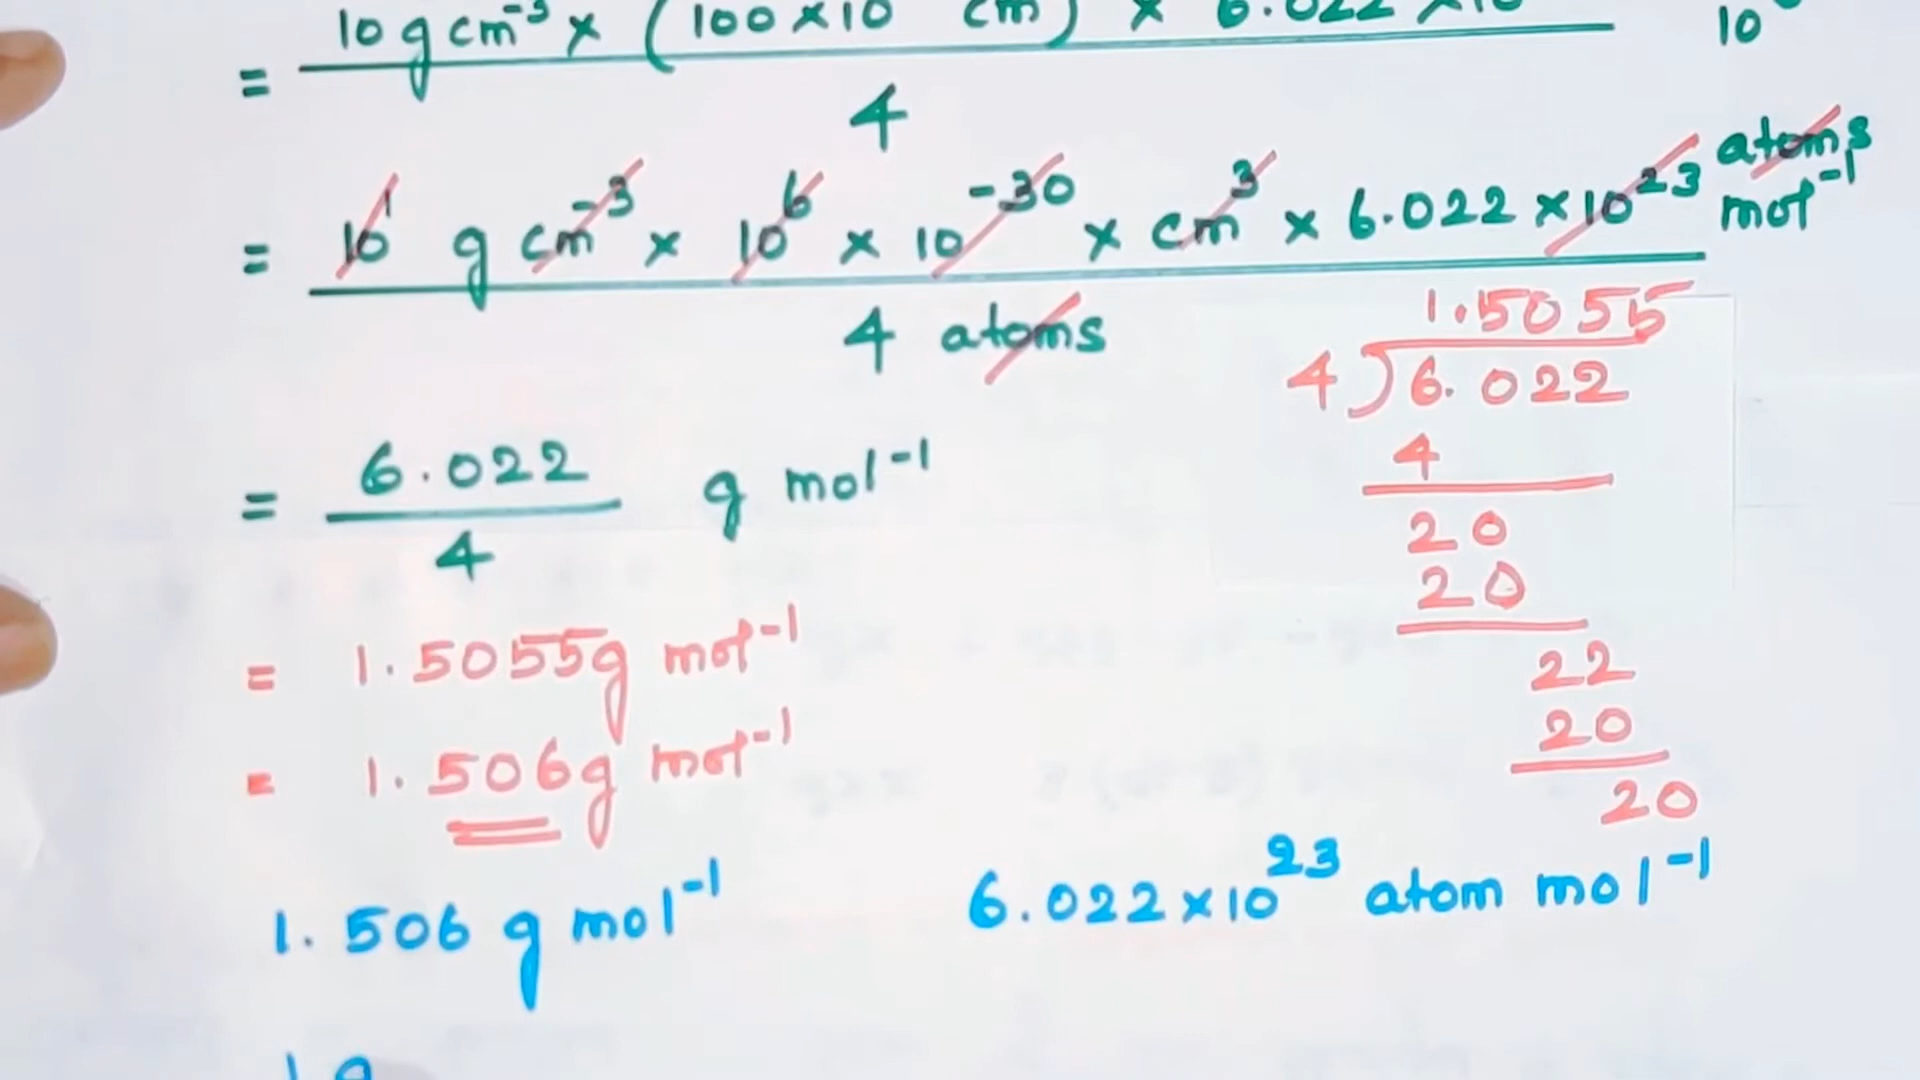 10 g cm⁻³ × (100 × 10 cm) × 6.022 × 10
= 4
10
= 10¹ g cm⁻³ × 10⁶ × 10⁻³⁰ × cm³ × 6.022 × 10²³ atoms mol⁻¹
4 atoms
1.5055
4)6.022
4
20
20
22
20
20
= 6.022 g mol⁻¹
4
= 1.5055g mol⁻¹
= 1.506g mol⁻¹
1.506 g mol⁻¹ 6.022×10²³ atom mol⁻¹